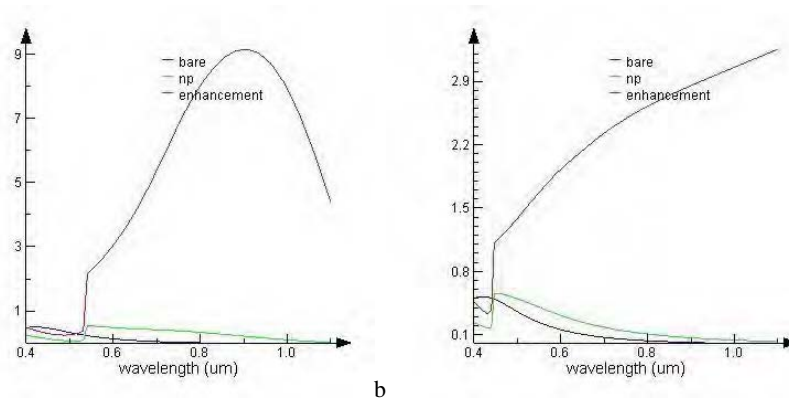 9
7
5
3
1
0.4
0.6
0.8
1.0
wavelength (um)
bare
np
enhancement
b
2.9
2.2
1.5
0.8
0.1
0.4
0.6
0.8
1.0
wavelength (um)
bare
np
enhancement